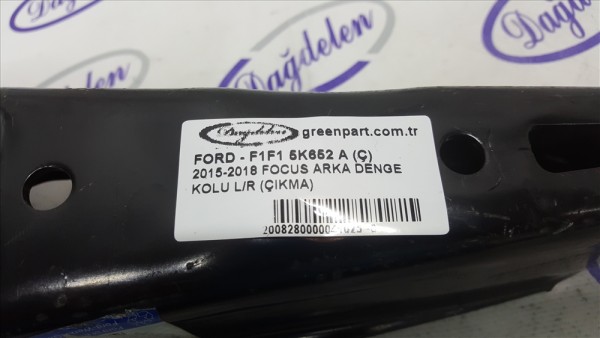 Dağdelen
Dağdelen
Dağdelen greenpart.com.tr
FORD - F1F1 5K652 A (Ç)
2015-2018 FOCUS ARKA DENGE
KOLU L/R (ÇIKMA)